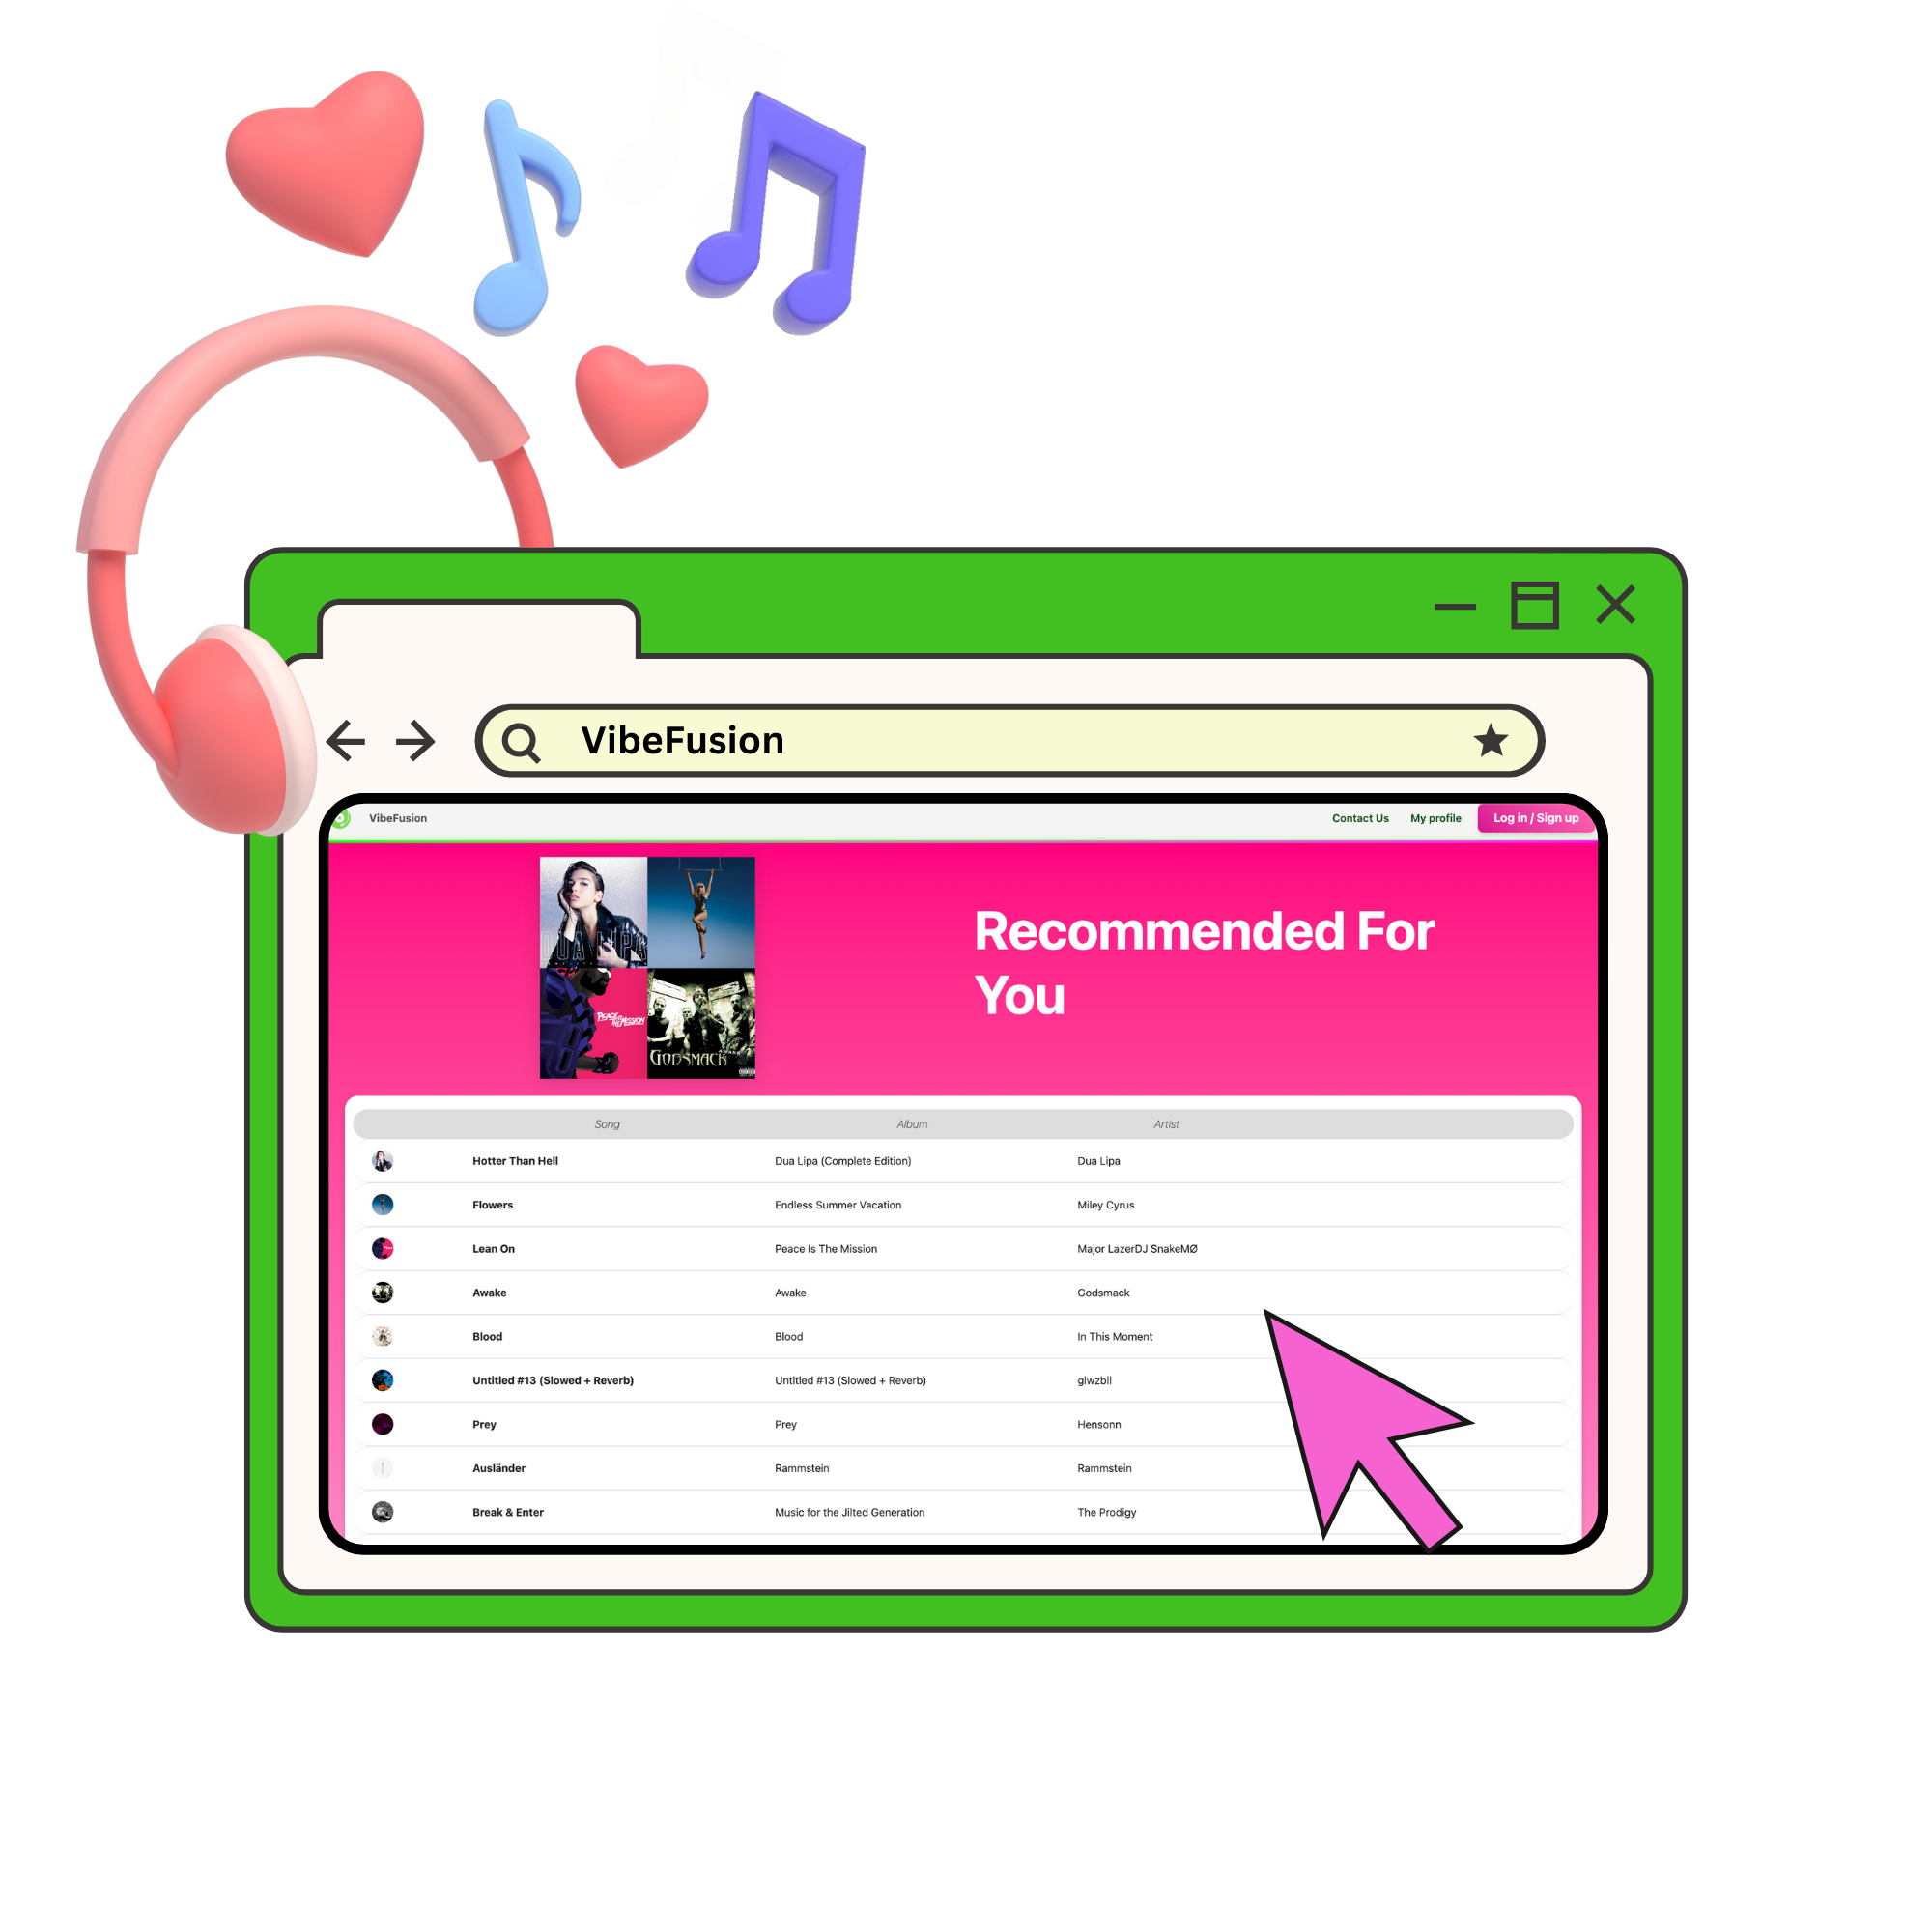 VibeFusion
VibeFusion Contact Us My profile Log in / Sign up
DUA LIPA
PEACE IS THE MISSION
GODSMACK
AWAKE
Recommended For
You
Song Album Artist
Hotter Than Hell Dua Lipa (Complete Edition) Dua Lipa
Flowers Endless Summer Vacation Miley Cyrus
Lean On Peace Is The Mission Major LazerDJ SnakeMØ
Awake Awake Godsmack
Blood Blood In This Moment
Untitled #13 (Slowed + Reverb) Untitled #13 (Slowed + Reverb) glwzbll
Prey Prey Hensonn
Ausländer Rammstein Rammstein
Break & Enter Music for the Jilted Generation The Prodigy